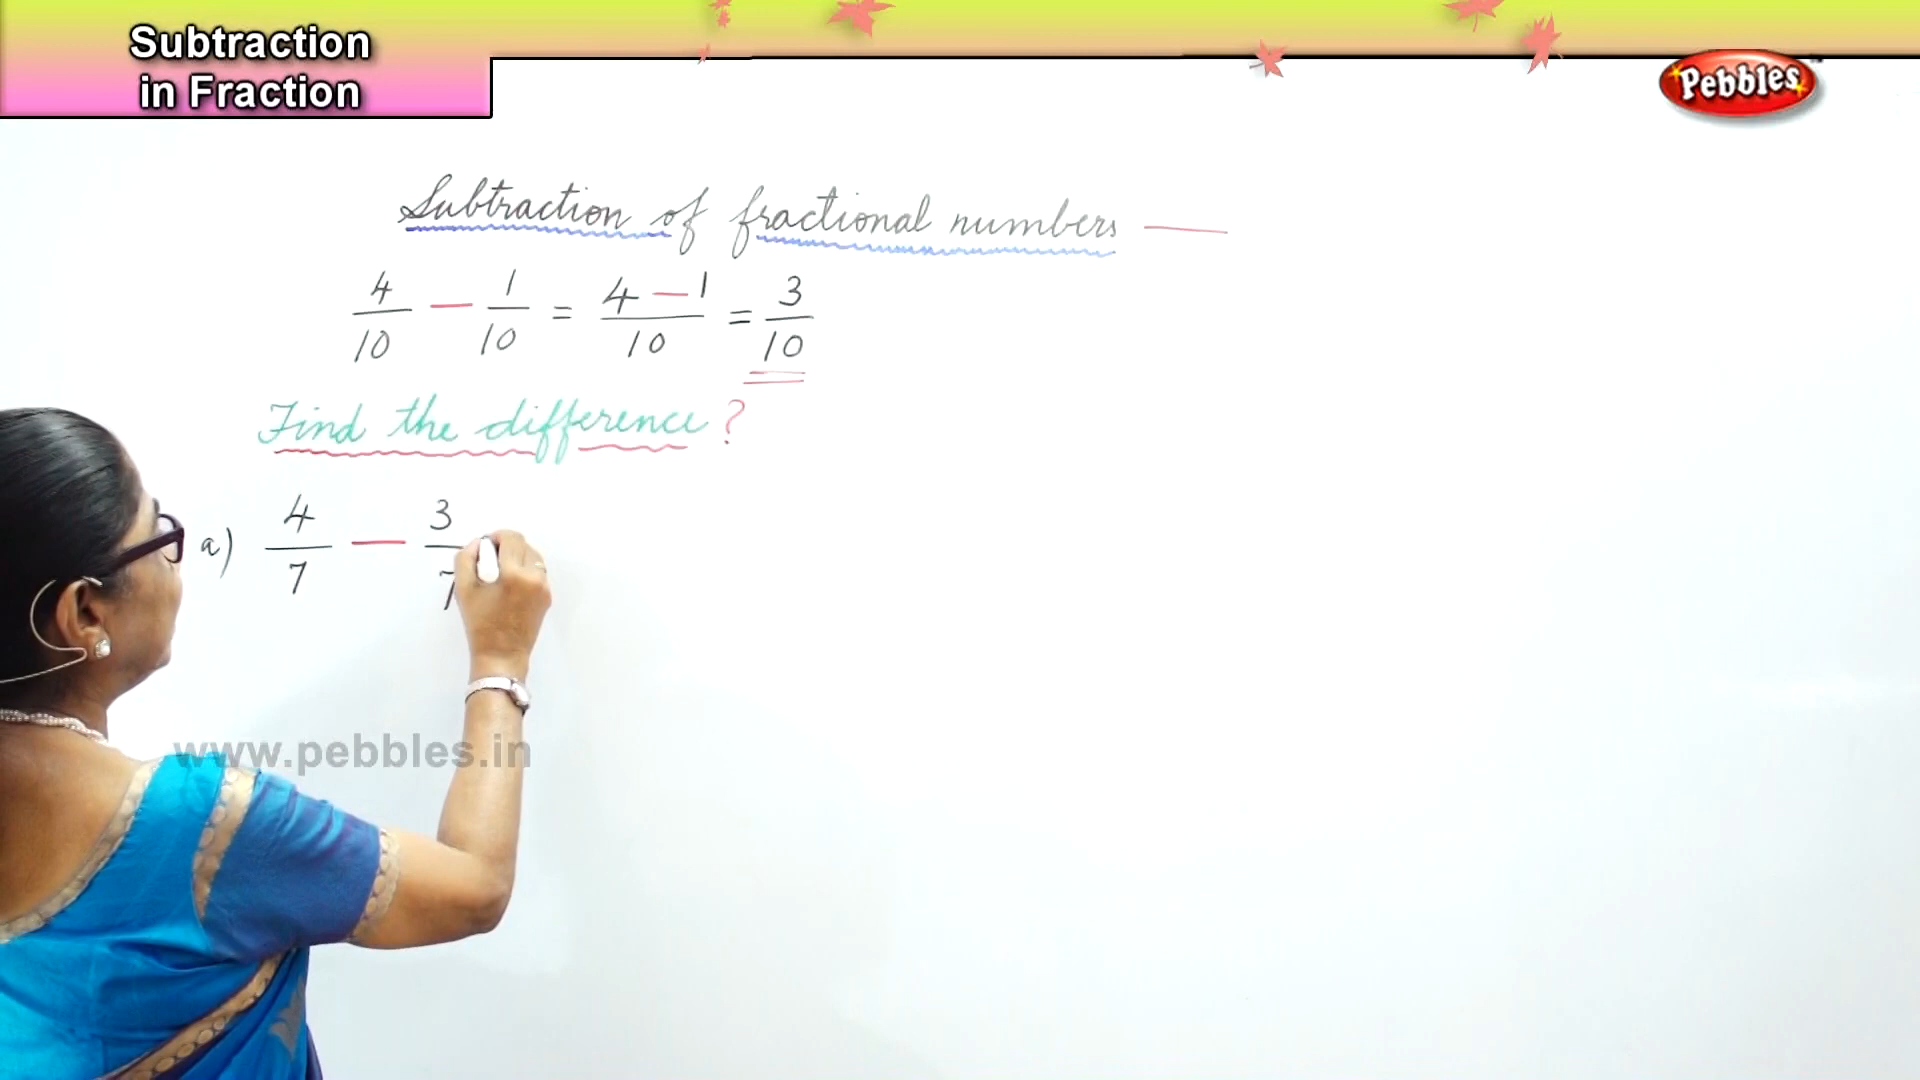 Subtraction
in Fraction
Pebbles
Subtraction of fractional numbers —
4/10 — 1/10 = 4 — 1/10 = 3/10
Find the difference ?
a) 4/7 — 3/7
www.pebbles.in